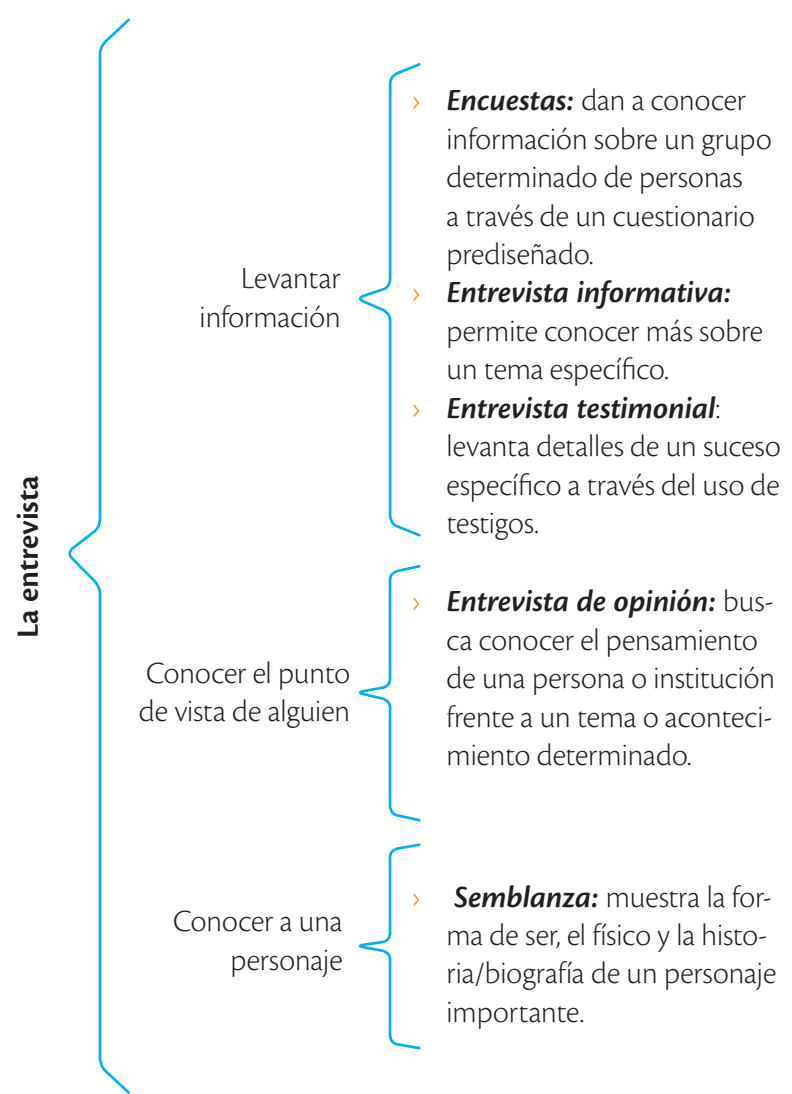 La entrevista
Levantar
información
› Encuestas: dan a conocer
información sobre un grupo
determinado de personas
a través de un cuestionario
prediseñado.
› Entrevista informativa:
permite conocer más sobre
un tema específico.
› Entrevista testimonial:
levanta detalles de un suceso
específico a través del uso de
testigos.
Conocer el punto
de vista de alguien
› Entrevista de opinión: bus-
ca conocer el pensamiento
de una persona o institución
frente a un tema o aconteci-
miento determinado.
Conocer a una
personaje
› Semblanza: muestra la for-
ma de ser, el físico y la histo-
ria/biografía de un personaje
importante.